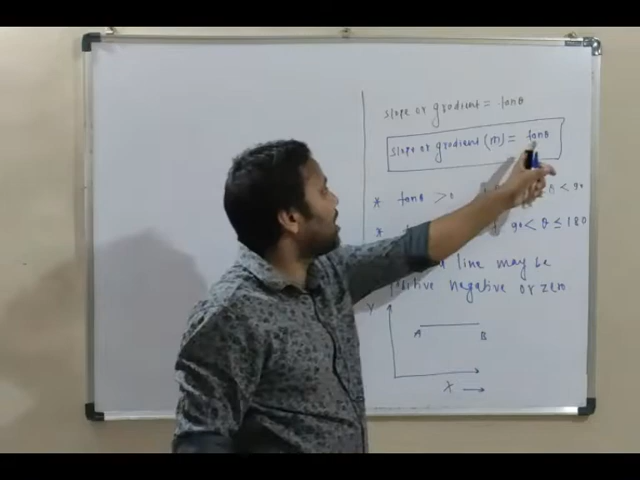 slope or gradient = tanθ
slope or gradient (m) = tanθ
* tanθ > 0 θ < 90
* 90 < θ ≤ 180
line may be
positive negative or zero
Y
A B
X →